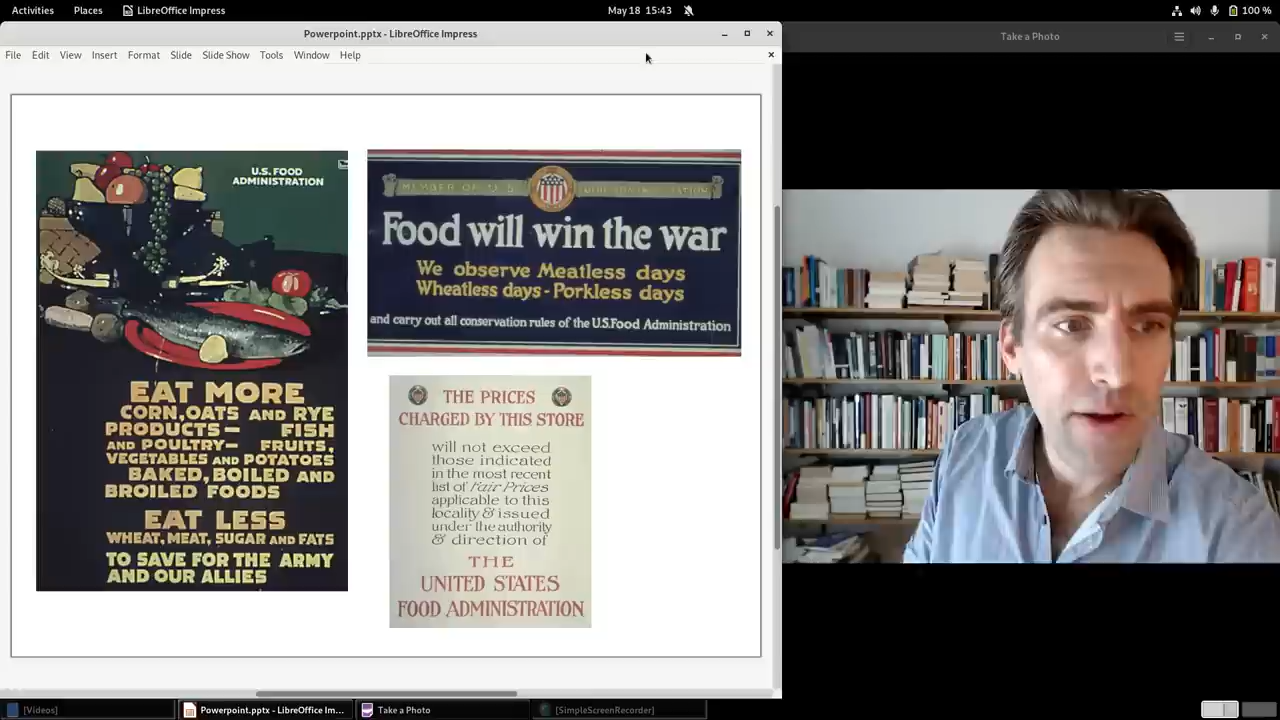 Activities
Places
LibreOffice Impress
May 18 15:43
100 %
Powerpoint.pptx - LibreOffice Impress
Take a Photo
File Edit View Insert Format Slide Slide Show Tools Window Help
U.S. FOOD
ADMINISTRATION
EAT MORE
CORN, OATS AND RYE
PRODUCTS — FISH
AND POULTRY — FRUITS,
VEGETABLES AND POTATOES
BAKED, BOILED AND
BROILED FOODS
EAT LESS
WHEAT, MEAT, SUGAR AND FATS
TO SAVE FOR THE ARMY
AND OUR ALLIES
MEMBER OF U S
Food will win the war
We observe Meatless days
Wheatless days - Porkless days
and carry out all conservation rules of the U.S. Food Administration
THE PRICES
CHARGED BY THIS STORE
will not exceed
those indicated
in the most recent
list of Fair Prices
applicable to this
locality & issued
under the authority
& direction of
THE
UNITED STATES
FOOD ADMINISTRATION
[Videos]
Powerpoint.pptx - LibreOffice Im...
Take a Photo
[SimpleScreenRecorder]